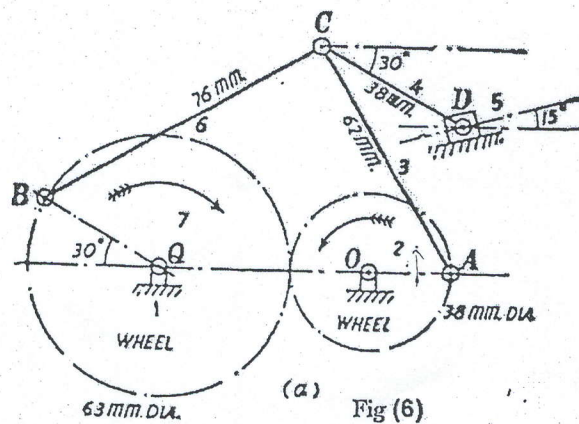 C
30°
76 mm.
4
38 mm.
D
5
15°
6
62 mm.
3
B
7
30°
Q
O
2
A
1
WHEEL
WHEEL
38 MM. DIA.
63 MM. DIA.
(a)
Fig (6)